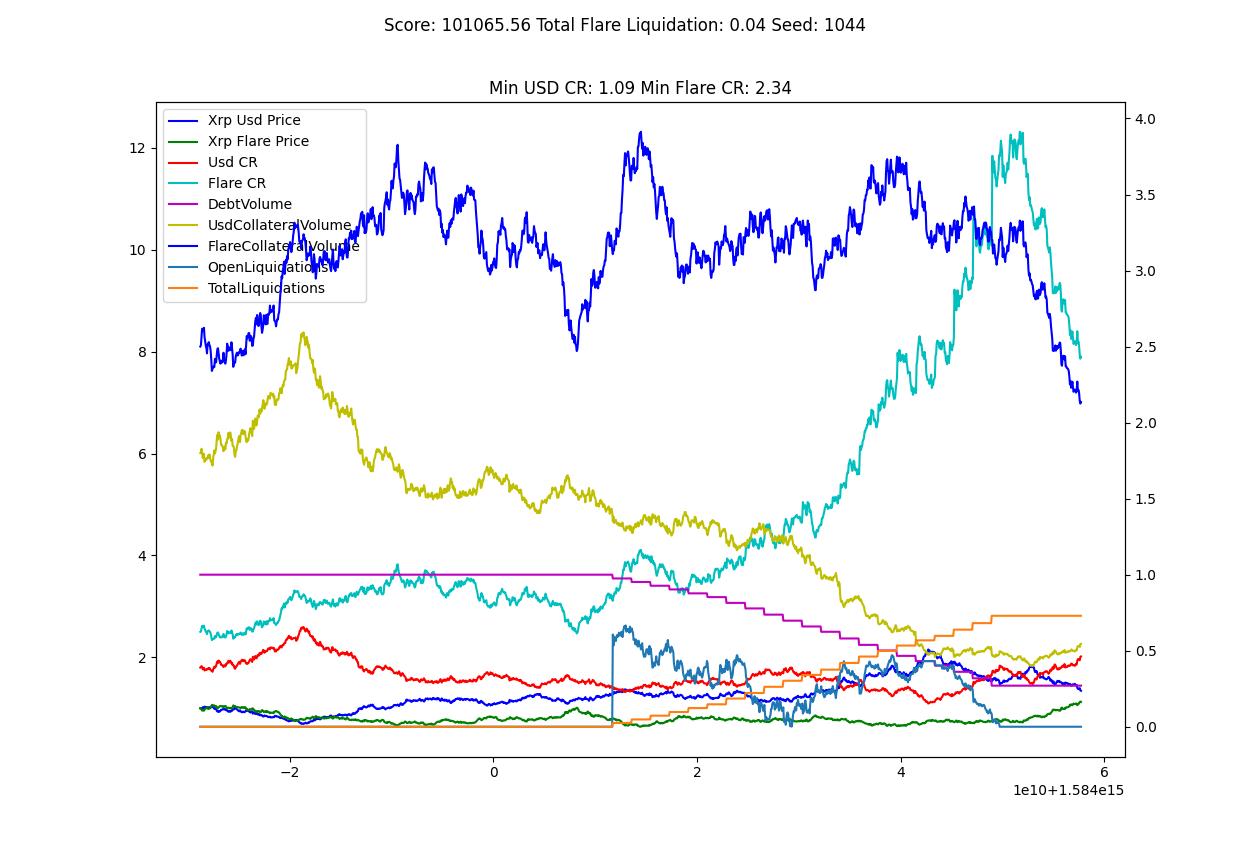 Score: 101065.56 Total Flare Liquidation: 0.04 Seed: 1044
Min USD CR: 1.09 Min Flare CR: 2.34
Xrp Usd Price
Xrp Flare Price
Usd CR
Flare CR
DebtVolume
UsdCollateralVolume
FlareCollateralVolume
OpenLiquidations
TotalLiquidations
12
10
8
6
4
2
4.0
3.5
3.0
2.5
2.0
1.5
1.0
0.5
0.0
−2
0
2
4
6
1e10+1.584e15